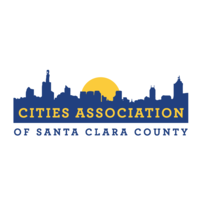 CITIES ASSOCIATION
OF SANTA CLARA COUNTY